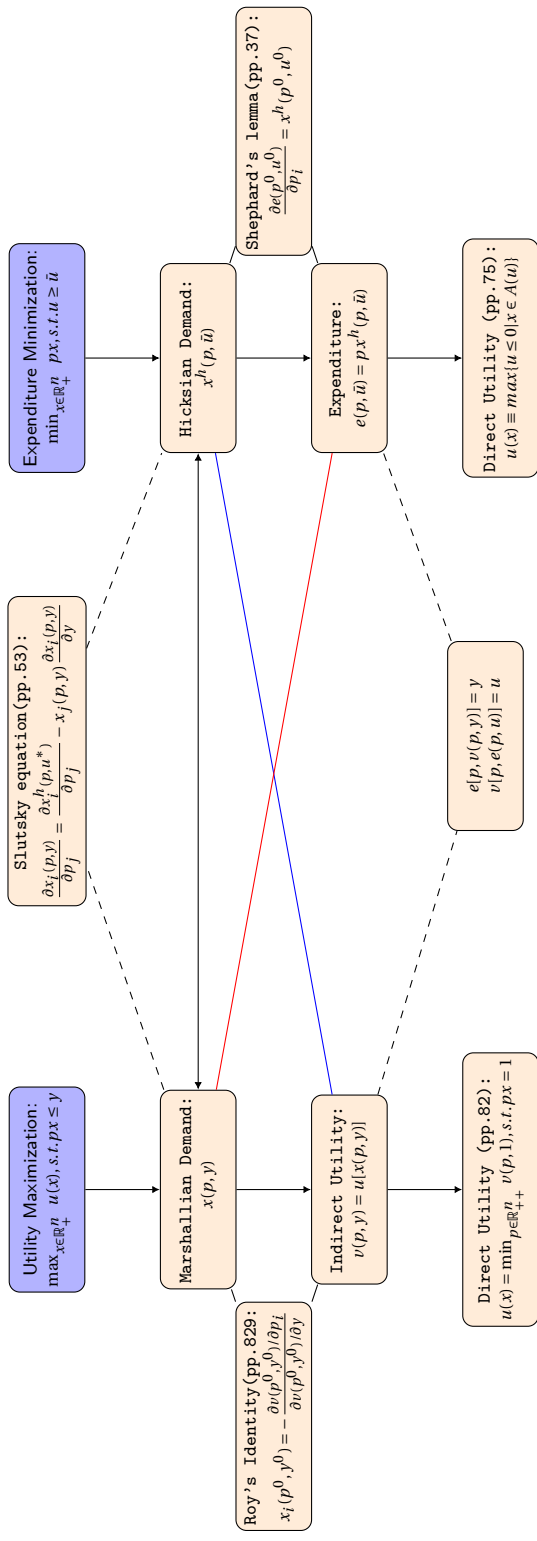 Utility Maximization:
max_{x∈ℝ^n_+} u(x), s.t. px ≤ y
Slutsky equation(pp.53):
∂x_i(p,y)/∂p_j = ∂x_i^h(p,u*)/∂p_j − x_j(p,y) ∂x_i(p,y)/∂y
Expenditure Minimization:
min_{x∈ℝ^n_+} px, s.t. u ≥ ū
Marshallian Demand:
x(p, y)
Hicksian Demand:
x^h(p, ū)
Roy's Identity(pp.829:
x_i(p^0, y^0) = − ∂v(p^0,y^0)/∂p_i / ∂v(p^0,y^0)/∂y
Shephard's lemma(pp.37):
∂e(p^0,u^0)/∂p_i = x^h(p^0, u^0)
Indirect Utility:
v(p, y) = u[x(p, y)]
Expenditure:
e(p, ū) = px^h(p, ū)
e[p, v(p, y)] = y
v[p, e(p, u)] = u
Direct Utility (pp.82):
u(x) = min_{p∈ℝ^n_++} v(p, 1), s.t. px = 1
Direct Utility (pp.75):
u(x) ≡ max{u ≤ 0|x ∈ A(u)}